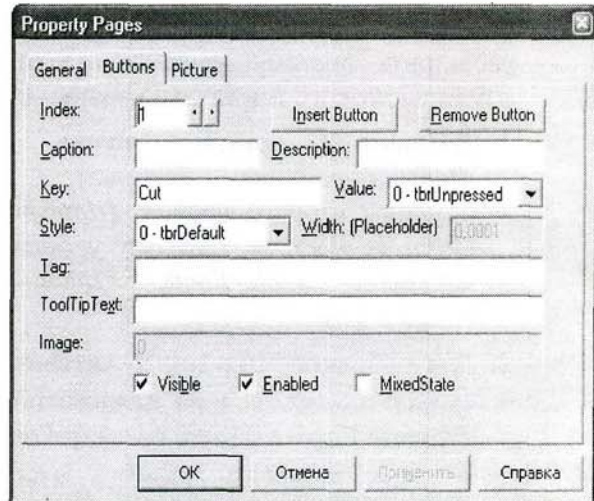 Property Pages
General Buttons Picture
Index: 1 Insert Button Remove Button
Caption: Description:
Key: Cut Value: 0 - tbrUnpressed
Style: 0 - tbrDefault Width: (Placeholder) 0,0001
Tag:
ToolTipText:
Image: 0
Visible Enabled MixedState
OK Отмена Применить Справка